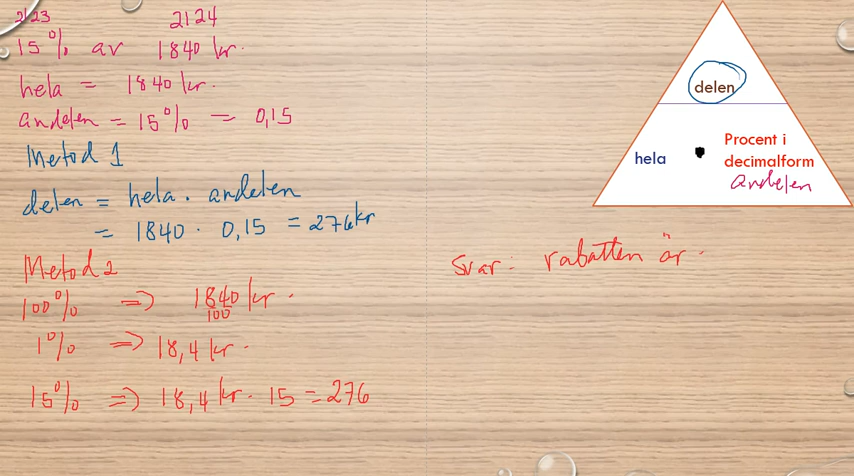 2123
2124
15% av 1840 kr.
hela = 1840 kr.
andelen = 15% = 0,15
Metod 1
delen = hela . andelen
= 1840 . 0,15 = 276 kr
Metod 2
100% => 1840 kr.
100
1% => 18,4 kr.
15% => 18,4 kr. 15 = 276
delen
hela
Procent i
decimalform
andelen
Svar: rabatten är .